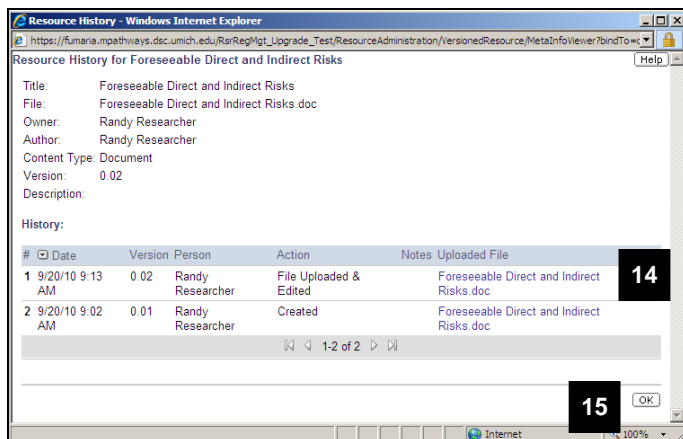 Resource History - Windows Internet Explorer
https://fumaria.mpathways.dsc.umich.edu/RsrRegMgt_Upgrade_Test/ResourceAdministration/VersionedResource/MetaInfoViewer?bindTo=
Resource History for Foreseeable Direct and Indirect Risks Help
Title: Foreseeable Direct and Indirect Risks
File: Foreseeable Direct and Indirect Risks.doc
Owner: Randy Researcher
Author: Randy Researcher
Content Type: Document
Version: 0.02
Description:
History:
# Date Version Person Action Notes Uploaded File
1 9/20/10 9:13 0.02 Randy File Uploaded & Foreseeable Direct and Indirect 14
AM Researcher Edited Risks.doc
2 9/20/10 9:02 0.01 Randy Created Foreseeable Direct and Indirect
AM Researcher Risks.doc
1-2 of 2
15 OK
Internet 100%